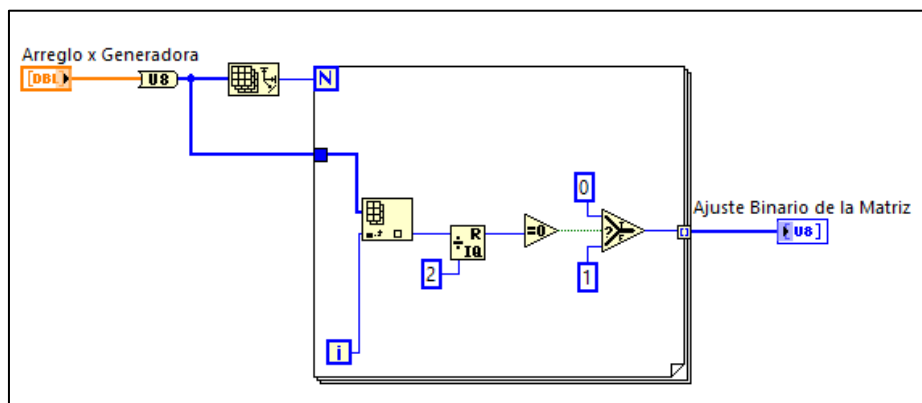 Arreglo x Generadora
[DBL]
U8
N
0
Ajuste Binario de la Matriz
[U8]
R
IQ
=0
?
T
F
2
1
i